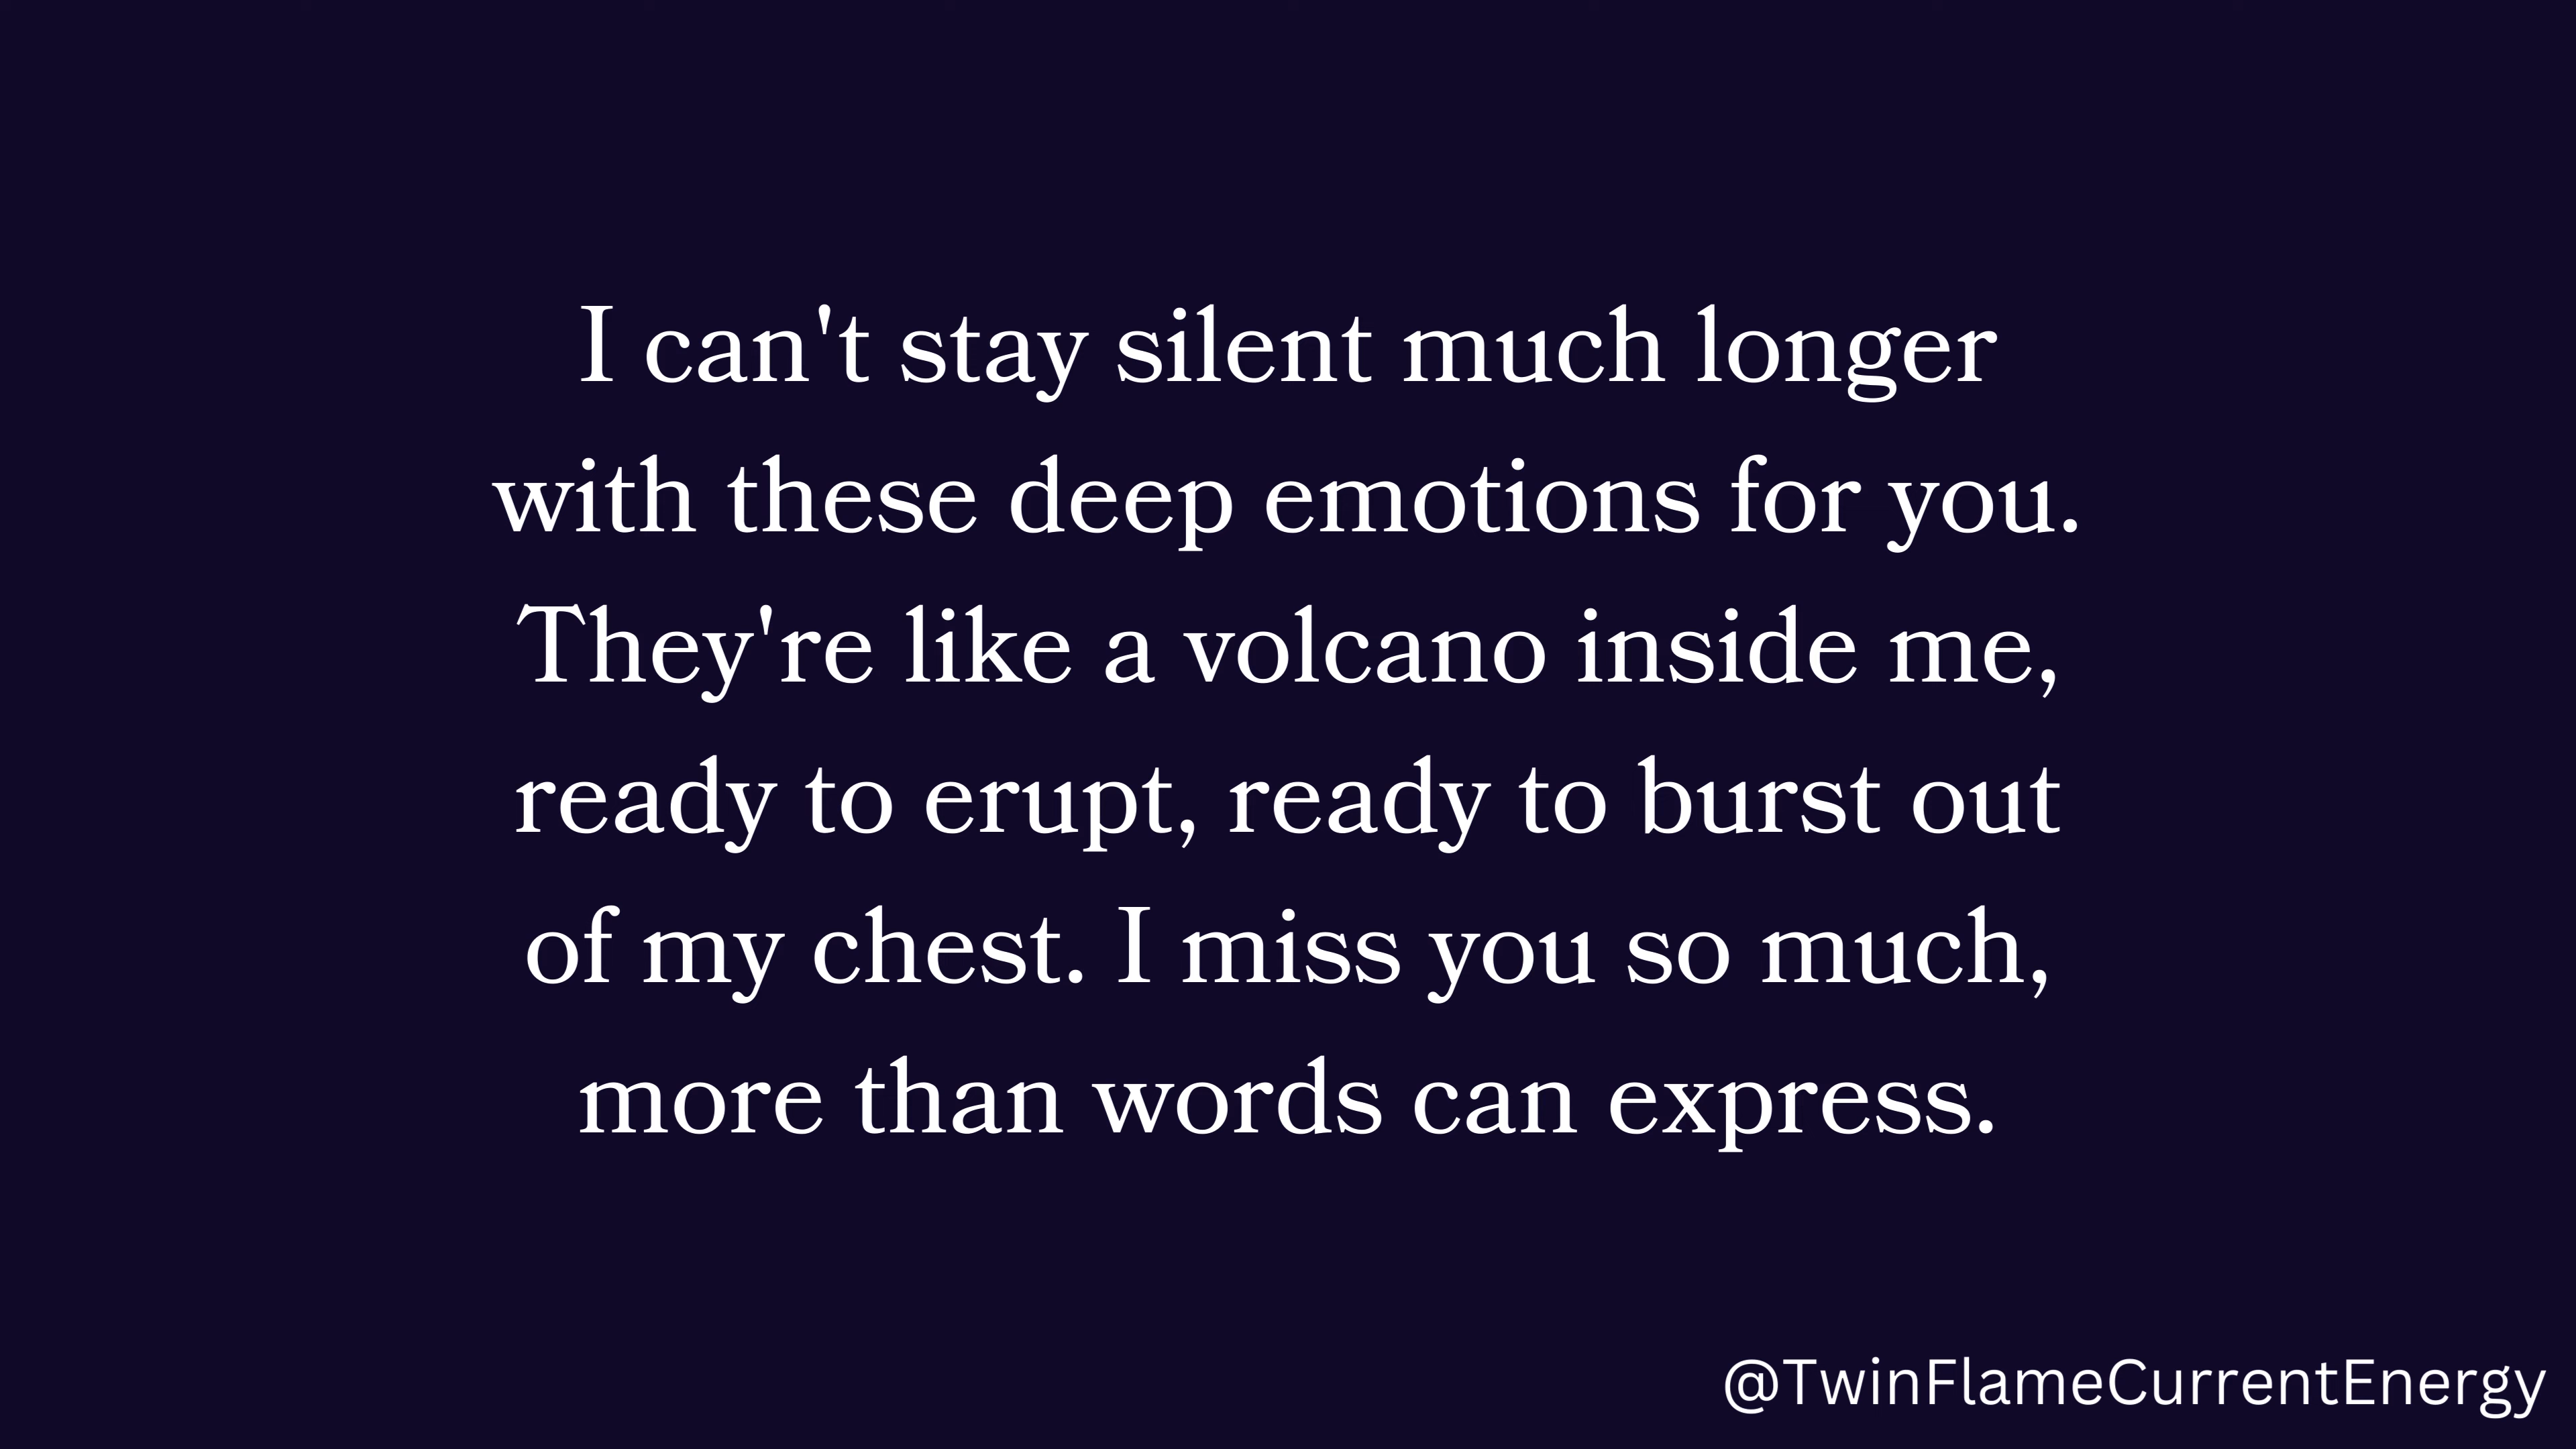 I can't stay silent much longer
with these deep emotions for you.
They're like a volcano inside me,
ready to erupt, ready to burst out
of my chest. I miss you so much,
more than words can express.
@TwinFlameCurrentEnergy